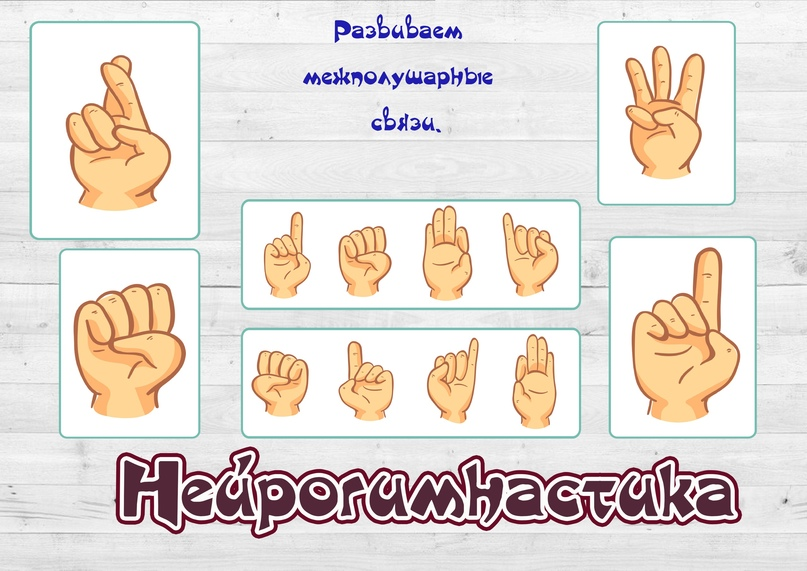 Развиваем
межполушарные
связи.
Нейрогимнастика